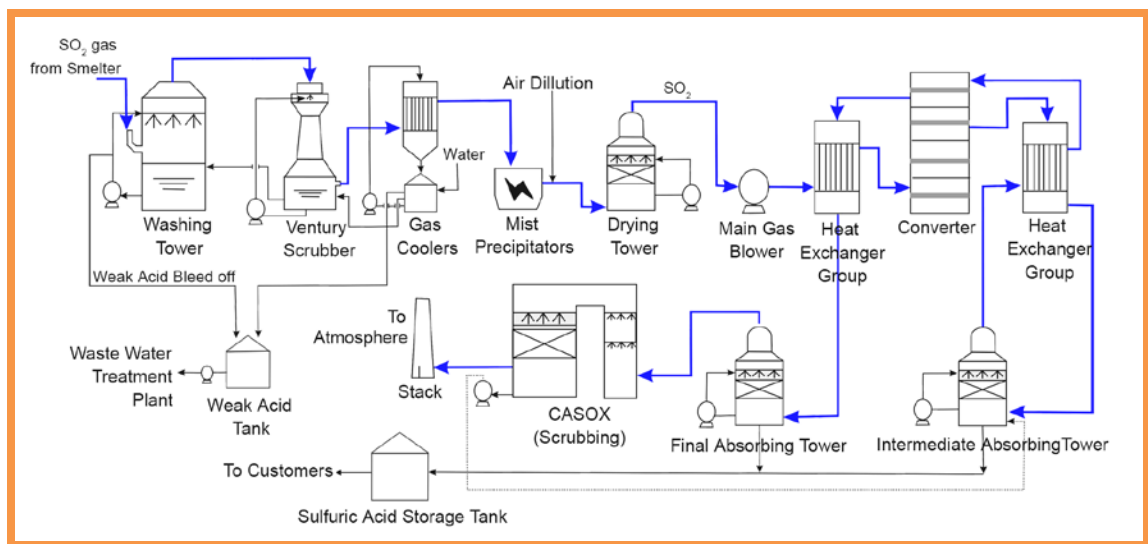 SO2 gas
from Smelter
Air Dillution
SO2
Water
Washing
Tower
Ventury
Scrubber
Gas
Coolers
Mist
Precipitators
Drying
Tower
Main Gas
Blower
Heat
Exchanger
Group
Converter
Heat
Exchanger
Group
Weak Acid Bleed off
To
Atmosphere
Stack
Waste Water
Treatment
Plant
Weak Acid
Tank
CASOX
(Scrubbing)
Final Absorbing Tower
Intermediate AbsorbingTower
To Customers
Sulfuric Acid Storage Tank